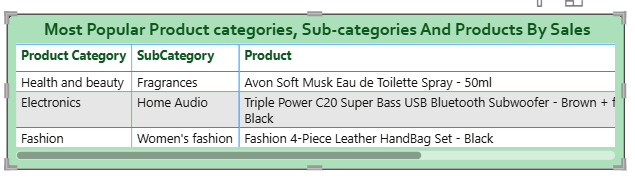 Most Popular Product categories, Sub-categories And Products By Sales
Product Category SubCategory Product
Health and beauty Fragrances Avon Soft Musk Eau de Toilette Spray - 50ml
Electronics Home Audio Triple Power C20 Super Bass USB Bluetooth Subwoofer - Brown +
Black
Fashion Women's fashion Fashion 4-Piece Leather HandBag Set - Black